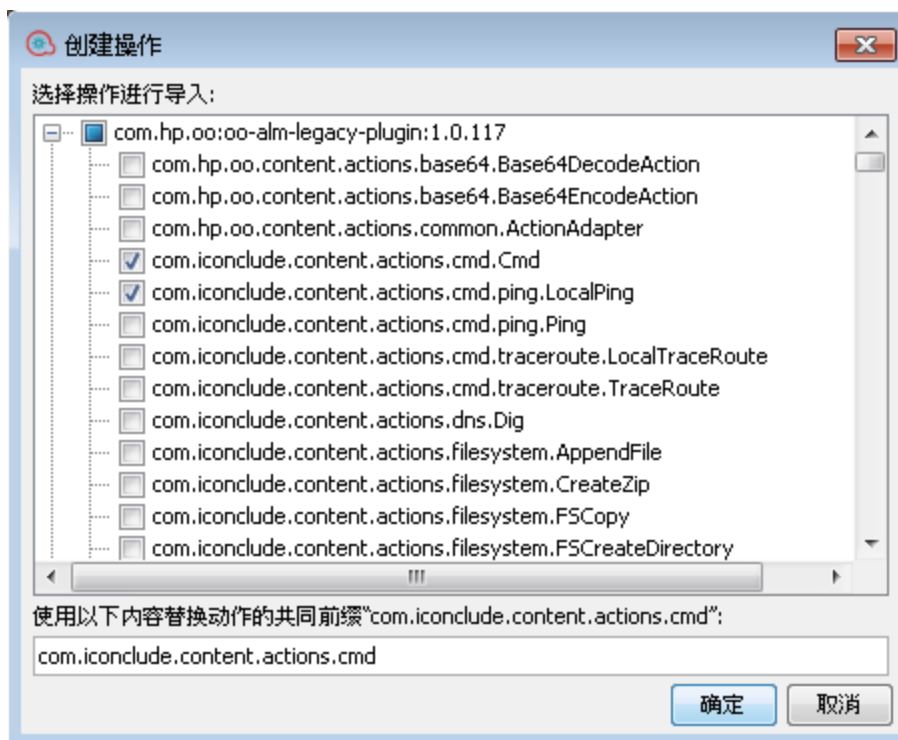 创建操作
选择操作进行导入:
com.hp.oo:oo-alm-legacy-plugin:1.0.117
com.hp.oo.content.actions.base64.Base64DecodeAction
com.hp.oo.content.actions.base64.Base64EncodeAction
com.hp.oo.content.actions.common.ActionAdapter
com.iconclude.content.actions.cmd.Cmd
com.iconclude.content.actions.cmd.ping.LocalPing
com.iconclude.content.actions.cmd.ping.Ping
com.iconclude.content.actions.cmd.traceroute.LocalTraceRoute
com.iconclude.content.actions.cmd.traceroute.TraceRoute
com.iconclude.content.actions.dns.Dig
com.iconclude.content.actions.filesystem.AppendFile
com.iconclude.content.actions.filesystem.CreateZip
com.iconclude.content.actions.filesystem.FSCopy
com.iconclude.content.actions.filesystem.FSCreateDirectory
使用以下内容替换动作的共同前缀“com.iconclude.content.actions.cmd”:
com.iconclude.content.actions.cmd
确定 取消